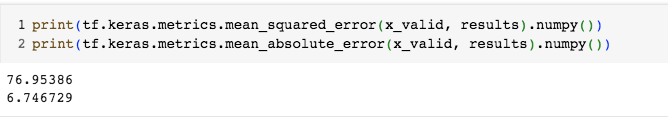 1 print(tf.keras.metrics.mean_squared_error(x_valid, results).numpy())
2 print(tf.keras.metrics.mean_absolute_error(x_valid, results).numpy())
76.95386
6.746729